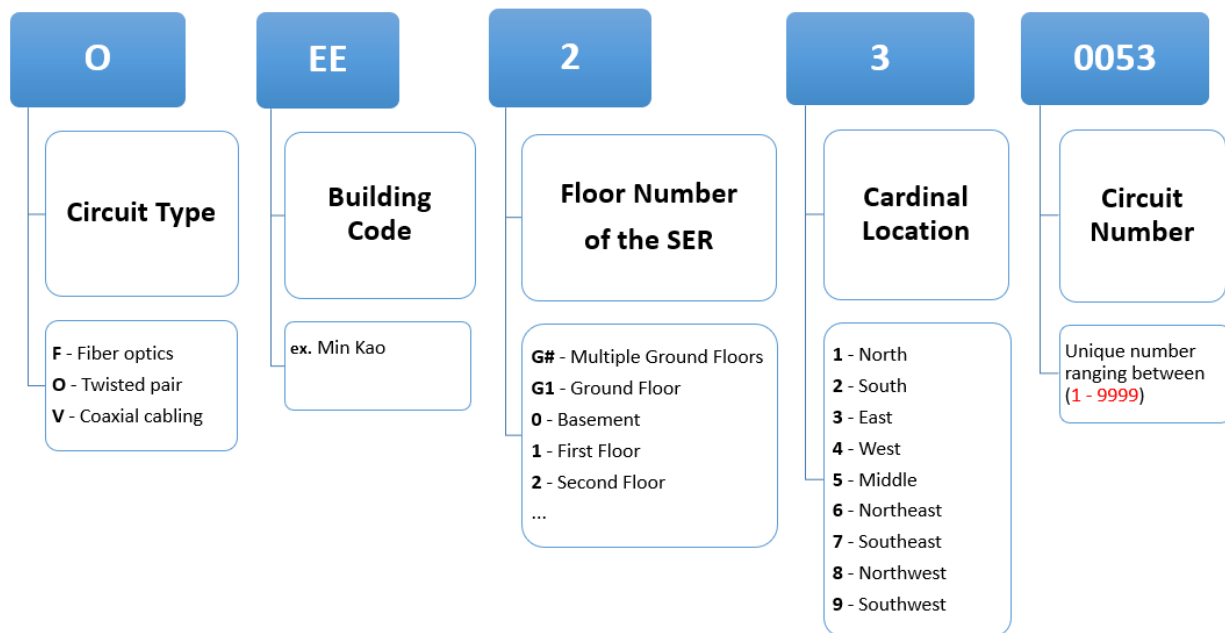 O
EE
2
3
0053
Circuit Type
Building
Code
Floor Number
of the SER
Cardinal
Location
Circuit
Number
F - Fiber optics
O - Twisted pair
V - Coaxial cabling
ex. Min Kao
G# - Multiple Ground Floors
G1 - Ground Floor
0 - Basement
1 - First Floor
2 - Second Floor
...
1 - North
2 - South
3 - East
4 - West
5 - Middle
6 - Northeast
7 - Southeast
8 - Northwest
9 - Southwest
Unique number
ranging between
(1 - 9999)